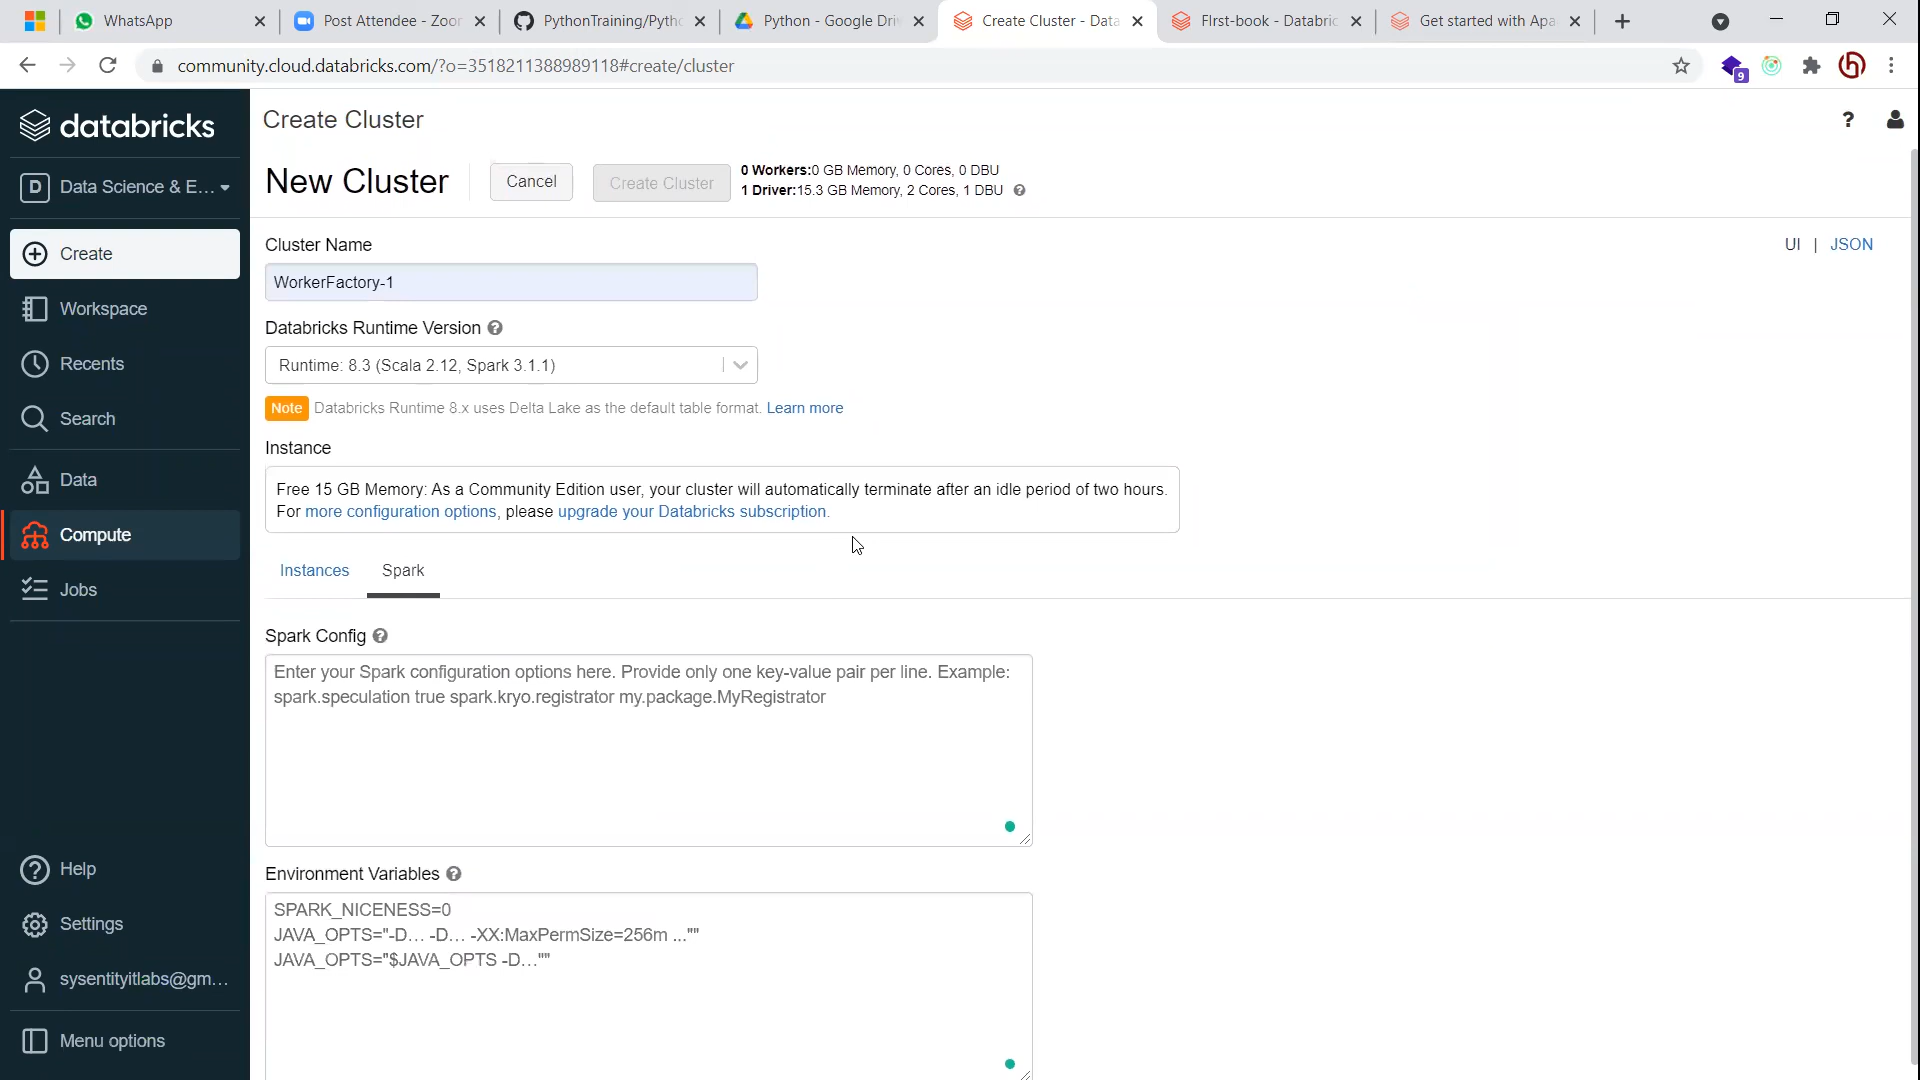 WhatsApp
Post Attendee - Zoor
PythonTraining/Pytho
Python - Google Driv
Create Cluster - Data
FIrst-book - Databric
Get started with Apa
community.cloud.databricks.com/?o=3518211388989118#create/cluster
9
databricks
D Data Science & E...
Create
Workspace
Recents
Search
Data
Compute
Jobs
Help
Settings
sysentityitlabs@gm...
Menu options
Create Cluster
?
New Cluster
Cancel
Create Cluster
0 Workers:0 GB Memory, 0 Cores, 0 DBU
1 Driver:15.3 GB Memory, 2 Cores, 1 DBU ?
UI | JSON
Cluster Name
WorkerFactory-1
Databricks Runtime Version ?
Runtime: 8.3 (Scala 2.12, Spark 3.1.1)
Note Databricks Runtime 8.x uses Delta Lake as the default table format. Learn more
Instance
Free 15 GB Memory: As a Community Edition user, your cluster will automatically terminate after an idle period of two hours.
For more configuration options, please upgrade your Databricks subscription.
Instances
Spark
Spark Config ?
Enter your Spark configuration options here. Provide only one key-value pair per line. Example:
spark.speculation true spark.kryo.registrator my.package.MyRegistrator
Environment Variables ?
SPARK_NICENESS=0
JAVA_OPTS="-D... -D... -XX:MaxPermSize=256m ...""
JAVA_OPTS="$JAVA_OPTS -D...""